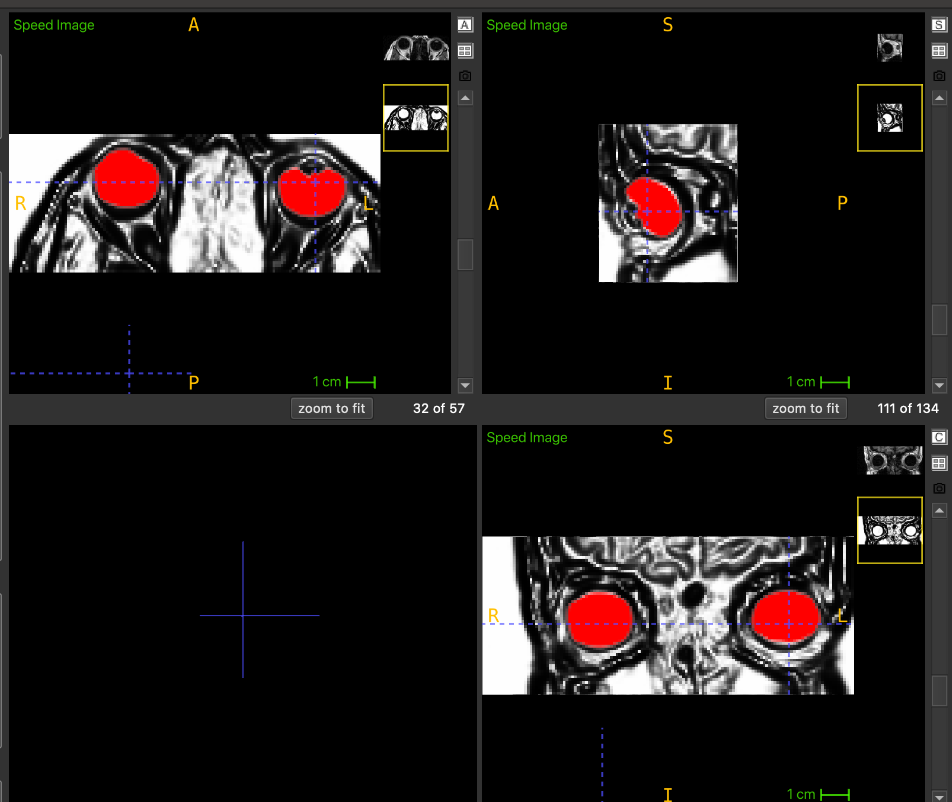 Speed Image
A
A
R
L
P
1 cm
zoom to fit
32 of 57
Speed Image
S
S
A
P
I
1 cm
zoom to fit
111 of 134
Speed Image
S
C
R
L
I
1 cm